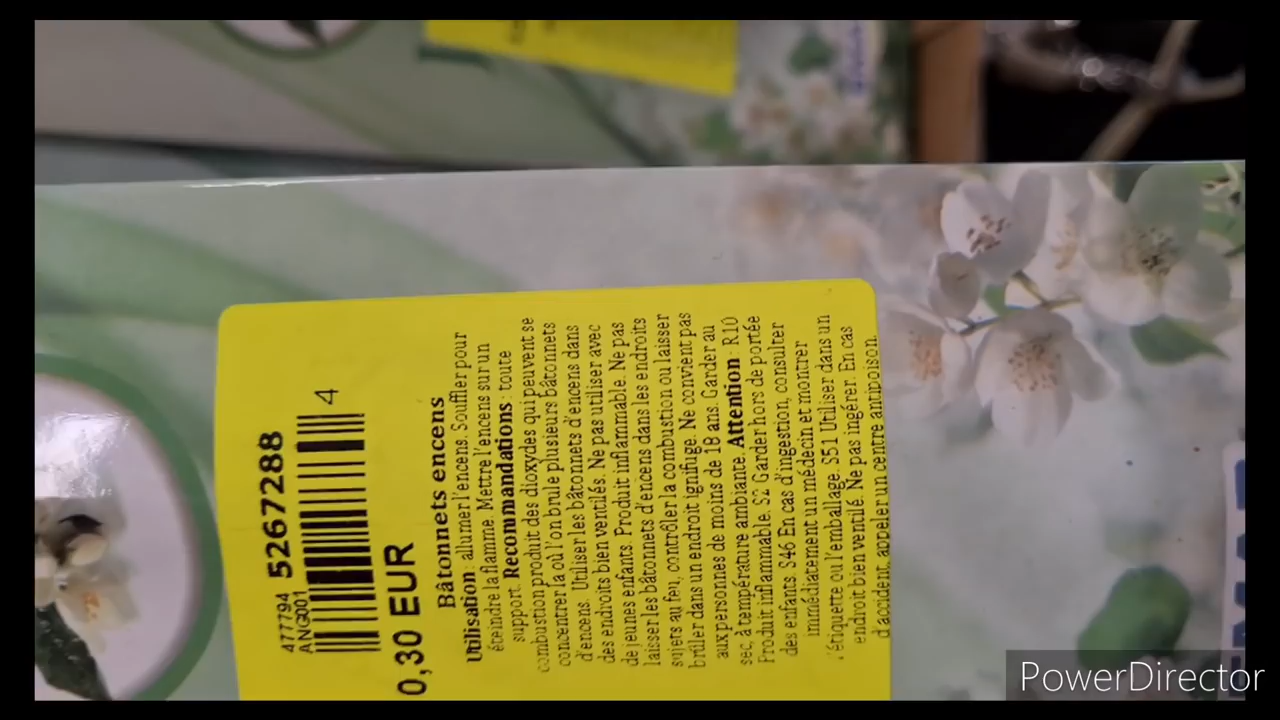 477794 5267288
ANG001
4
0,30 EUR
Bâtonnets encens
Utilisation : allumer l'encens. Souffler pour
éteindre la flamme. Mettre l'encens sur un
support. Recommandations : toute
combustion produit des dioxydes qui peuvent se
concentrer là où l'on brule plusieurs bâtonnets
d'encens. Utiliser les bâtonnets d'encens dans
des endroits bien ventilés. Ne pas utiliser avec
de jeunes enfants. Produit inflammable. Ne pas
laisser les bâtonnets d'encens dans les endroits
sujets au feu, contrôler la combustion ou laisser
brûler dans un endroit ignifuge. Ne convient pas
aux personnes de moins de 18 ans. Garder au
sec, à température ambiante. Attention : R10
Produit inflammable. S2 Garder hors de portée
des enfants. S46 En cas d'ingestion, consulter
immédiatement un médecin et montrer
l'étiquette ou l'emballage. S51 Utiliser dans un
endroit bien ventilé. Ne pas ingérer. En cas
d'accident, appeler un centre antipoison.
PowerDirector